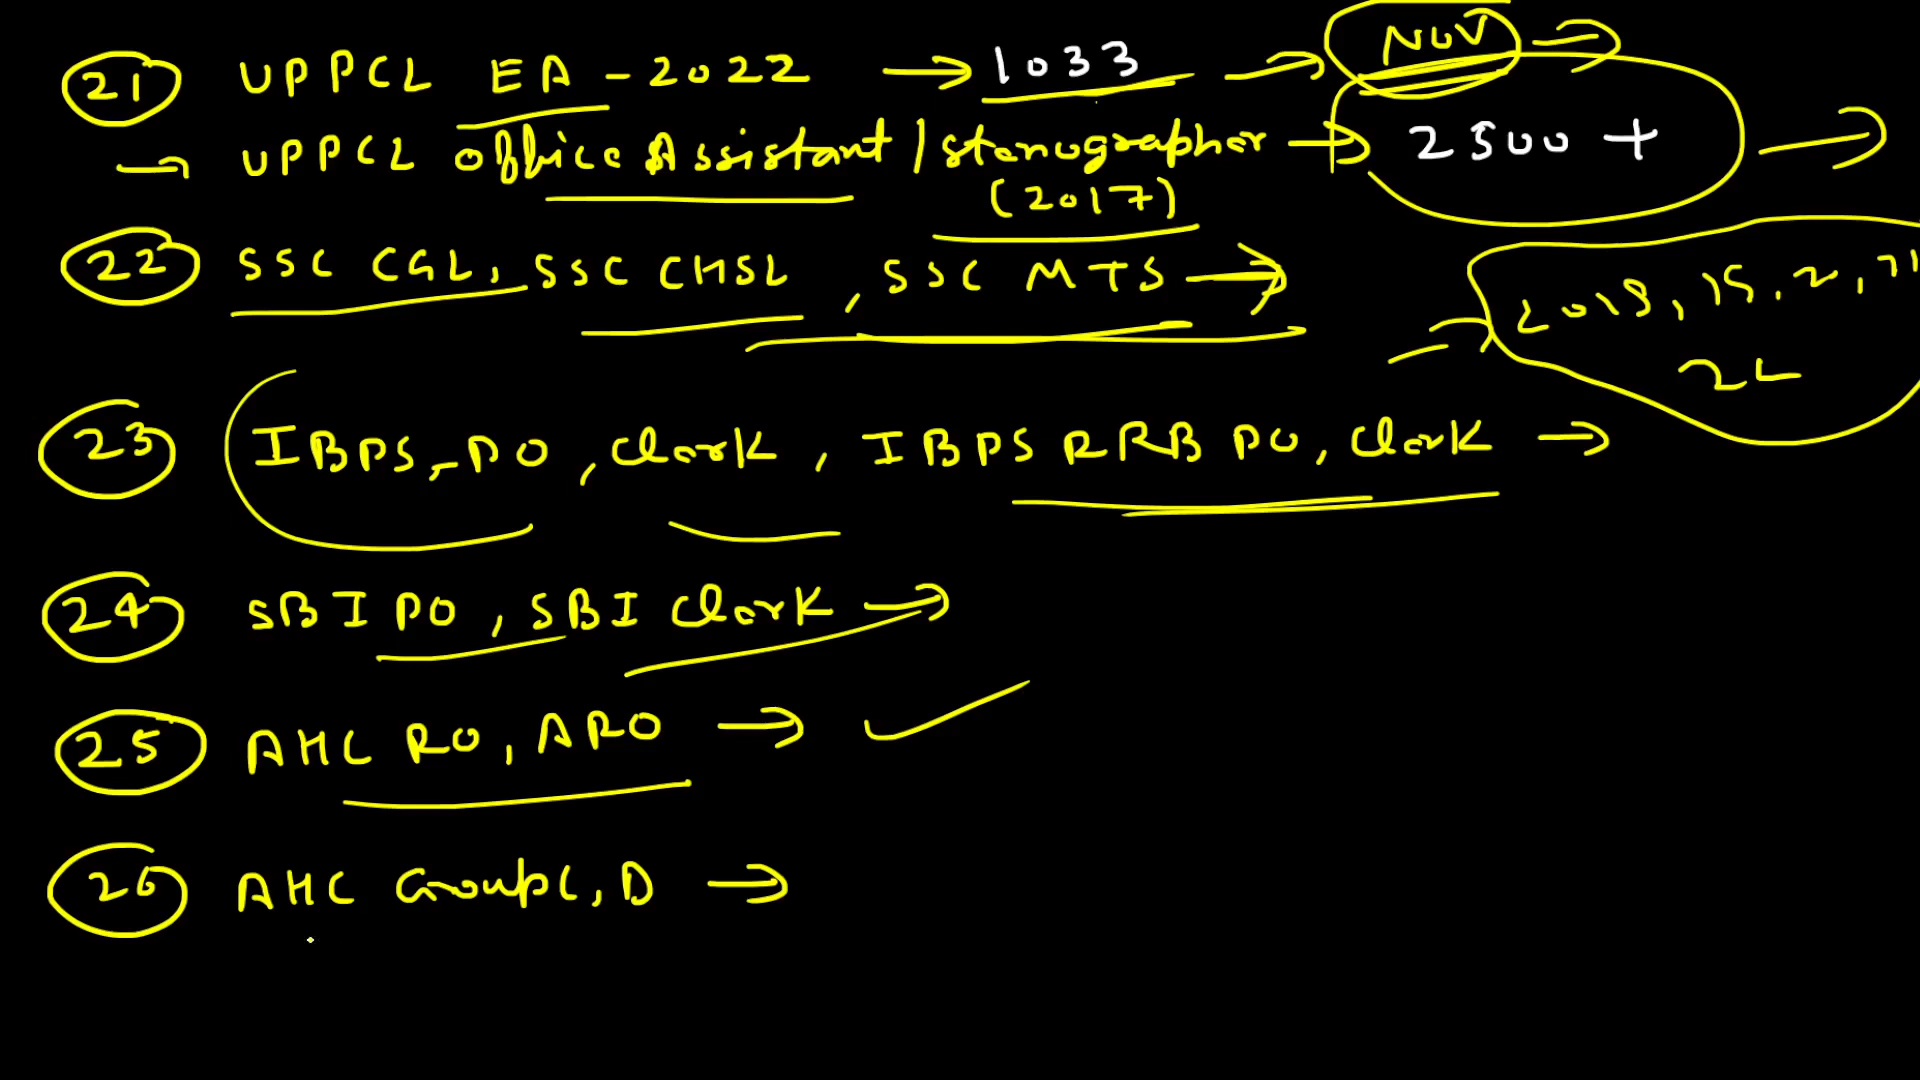 21 UPPCL EA - 2022 → 1033 → NOV →
→ UPPCL Office Assistant / Stenographer → 2500 + →
(2017)
22 SSC CGL, SSC CHSL, SSC MTS →
23 IBPS-PO, Clerk, IBPS RRB PO, Clerk →
24 SBI PO, SBI Clerk →
25 AHC RO, ARO → ✓
26 AHC Group C, D →